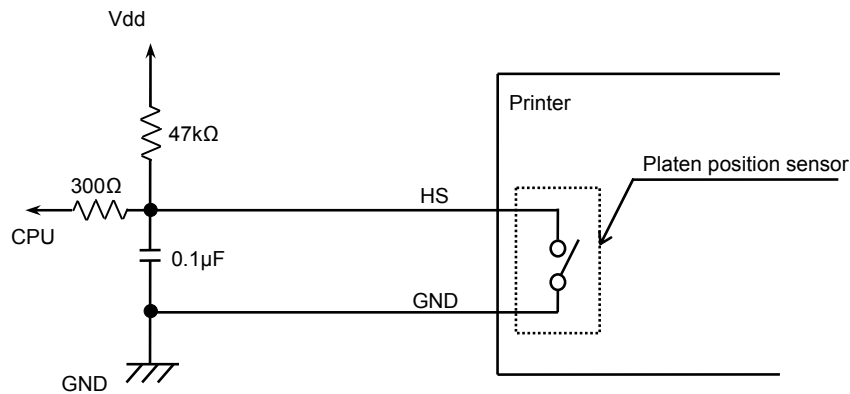 Vdd
Printer
47kΩ
Platen position sensor
300Ω
HS
CPU
0.1µF
GND
GND